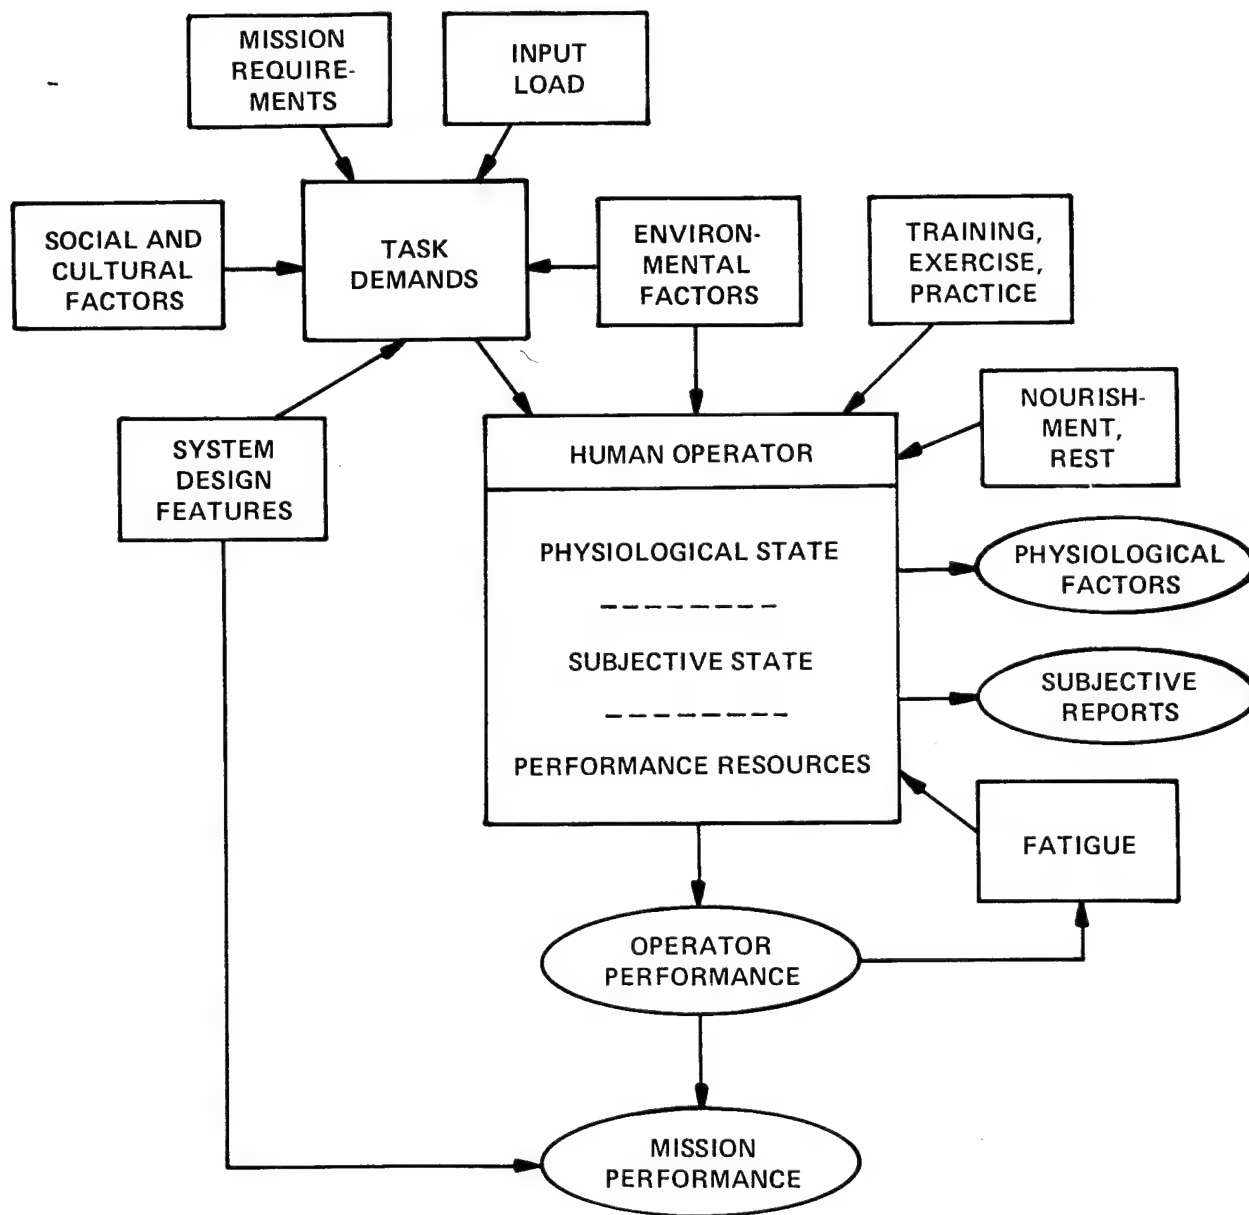 MISSION
REQUIRE-
MENTS
INPUT
LOAD
SOCIAL AND
CULTURAL
FACTORS
TASK
DEMANDS
ENVIRON-
MENTAL
FACTORS
TRAINING,
EXERCISE,
PRACTICE
SYSTEM
DESIGN
FEATURES
HUMAN OPERATOR
NOURISH-
MENT,
REST
PHYSIOLOGICAL STATE
PHYSIOLOGICAL
FACTORS
SUBJECTIVE STATE
SUBJECTIVE
REPORTS
PERFORMANCE RESOURCES
FATIGUE
OPERATOR
PERFORMANCE
MISSION
PERFORMANCE